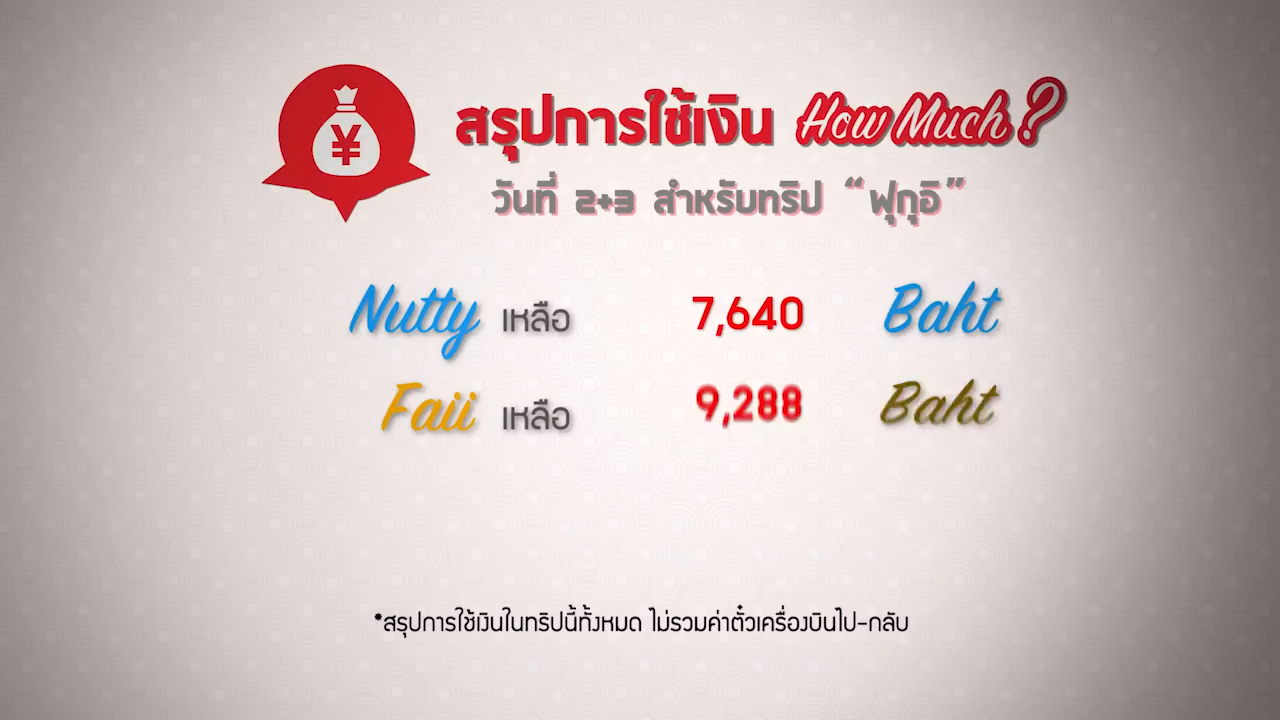 ¥
สรุปการใช้เงิน How Much?
วันที่ 2+3 สำหรับทริป “ฟุกุอิ”
Nutty เหลือ 7,640 Baht
Faii เหลือ 9,288 Baht
*สรุปการใช้เงินในทริปนี้ทั้งหมด ไม่รวมค่าตั๋วเครื่องบินไป-กลับ